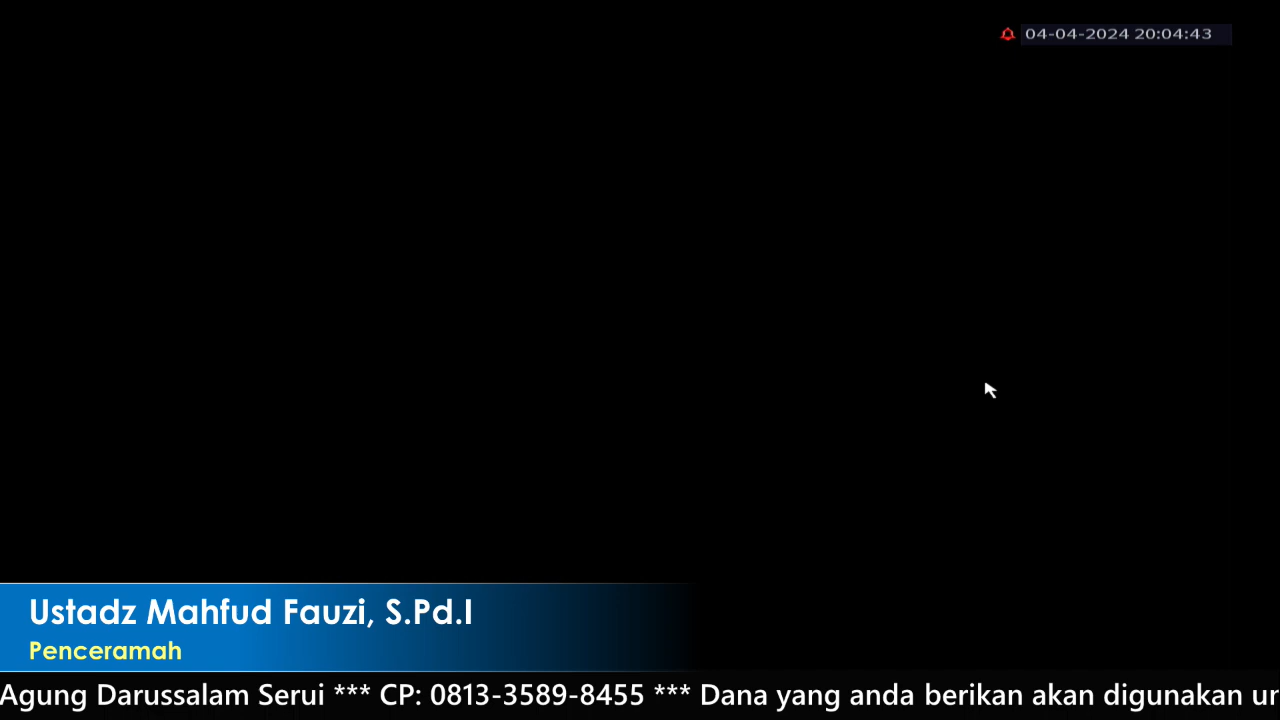 04-04-2024 20:04:43
Ustadz Mahfud Fauzi, S.Pd.I
Penceramah
Agung Darussalam Serui *** CP: 0813-3589-8455 *** Dana yang anda berikan akan digunakan